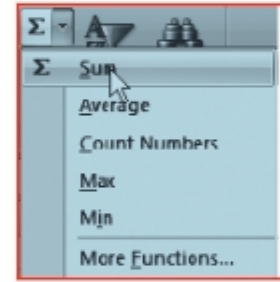 Σ
Σ Sum
Average
Count Numbers
Max
Min
More Functions...